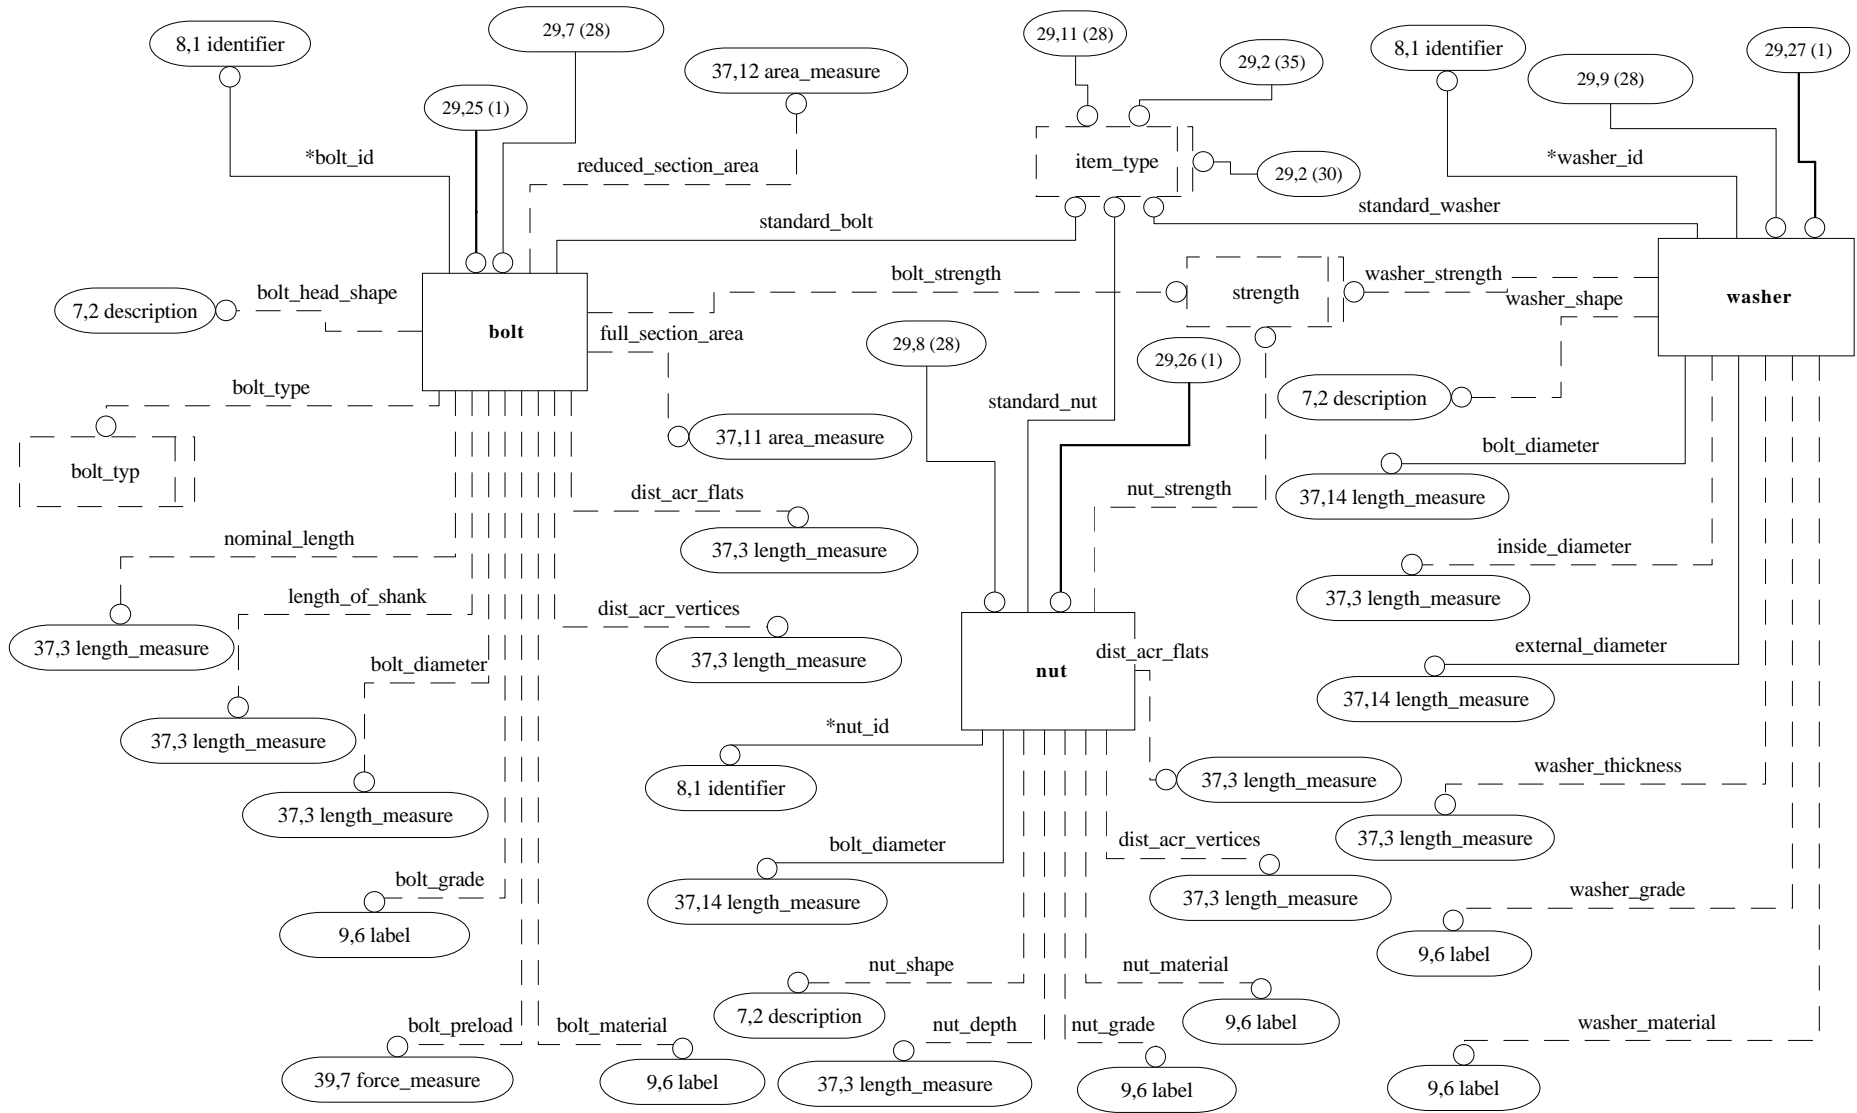 8,1 identifier
29,7 (28)
29,11 (28)
29,2 (35)
8,1 identifier
29,9 (28)
29,27 (1)
37,12 area_measure
29,25 (1)
*bolt_id
reduced_section_area
item_type
29,2 (30)
*washer_id
standard_bolt
standard_washer
bolt_head_shape
7,2 description
bolt
bolt_strength
full_section_area
strength
washer_strength
washer_shape
washer
29,8 (28)
29,26 (1)
bolt_type
bolt_typ
standard_nut
37,11 area_measure
7,2 description
bolt_diameter
37,14 length_measure
dist_acr_flats
37,3 length_measure
nut_strength
nominal_length
37,3 length_measure
inside_diameter
37,3 length_measure
length_of_shank
37,3 length_measure
dist_acr_vertices
37,3 length_measure
bolt_diameter
37,3 length_measure
nut
dist_acr_flats
37,3 length_measure
external_diameter
37,14 length_measure
*nut_id
8,1 identifier
washer_thickness
37,3 length_measure
bolt_diameter
37,14 length_measure
dist_acr_vertices
37,3 length_measure
bolt_grade
9,6 label
washer_grade
9,6 label
nut_shape
7,2 description
nut_material
9,6 label
bolt_preload
39,7 force_measure
bolt_material
9,6 label
nut_depth
37,3 length_measure
nut_grade
9,6 label
washer_material
9,6 label